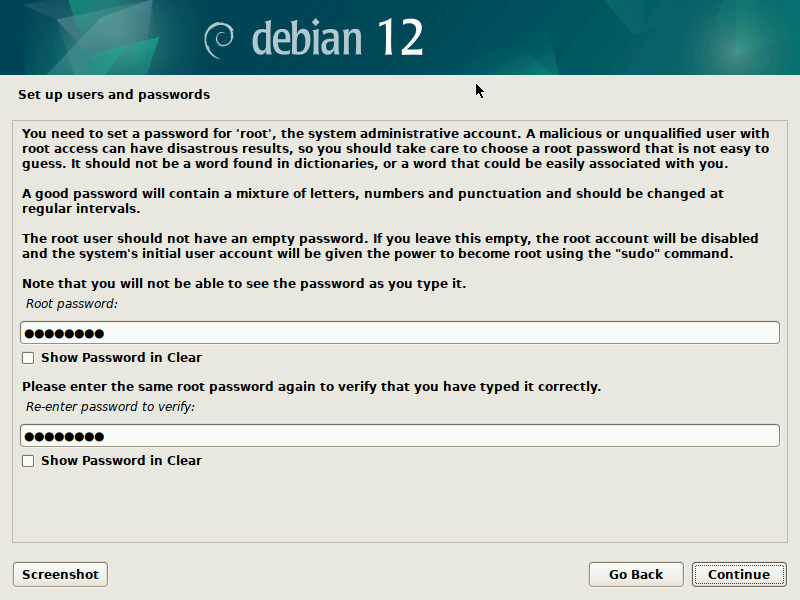 debian 12
Set up users and passwords
You need to set a password for 'root', the system administrative account. A malicious or unqualified user with
root access can have disastrous results, so you should take care to choose a root password that is not easy to
guess. It should not be a word found in dictionaries, or a word that could be easily associated with you.
A good password will contain a mixture of letters, numbers and punctuation and should be changed at
regular intervals.
The root user should not have an empty password. If you leave this empty, the root account will be disabled
and the system's initial user account will be given the power to become root using the "sudo" command.
Note that you will not be able to see the password as you type it.
Root password:
●●●●●●●●
Show Password in Clear
Please enter the same root password again to verify that you have typed it correctly.
Re-enter password to verify:
●●●●●●●●
Show Password in Clear
Screenshot Go Back Continue